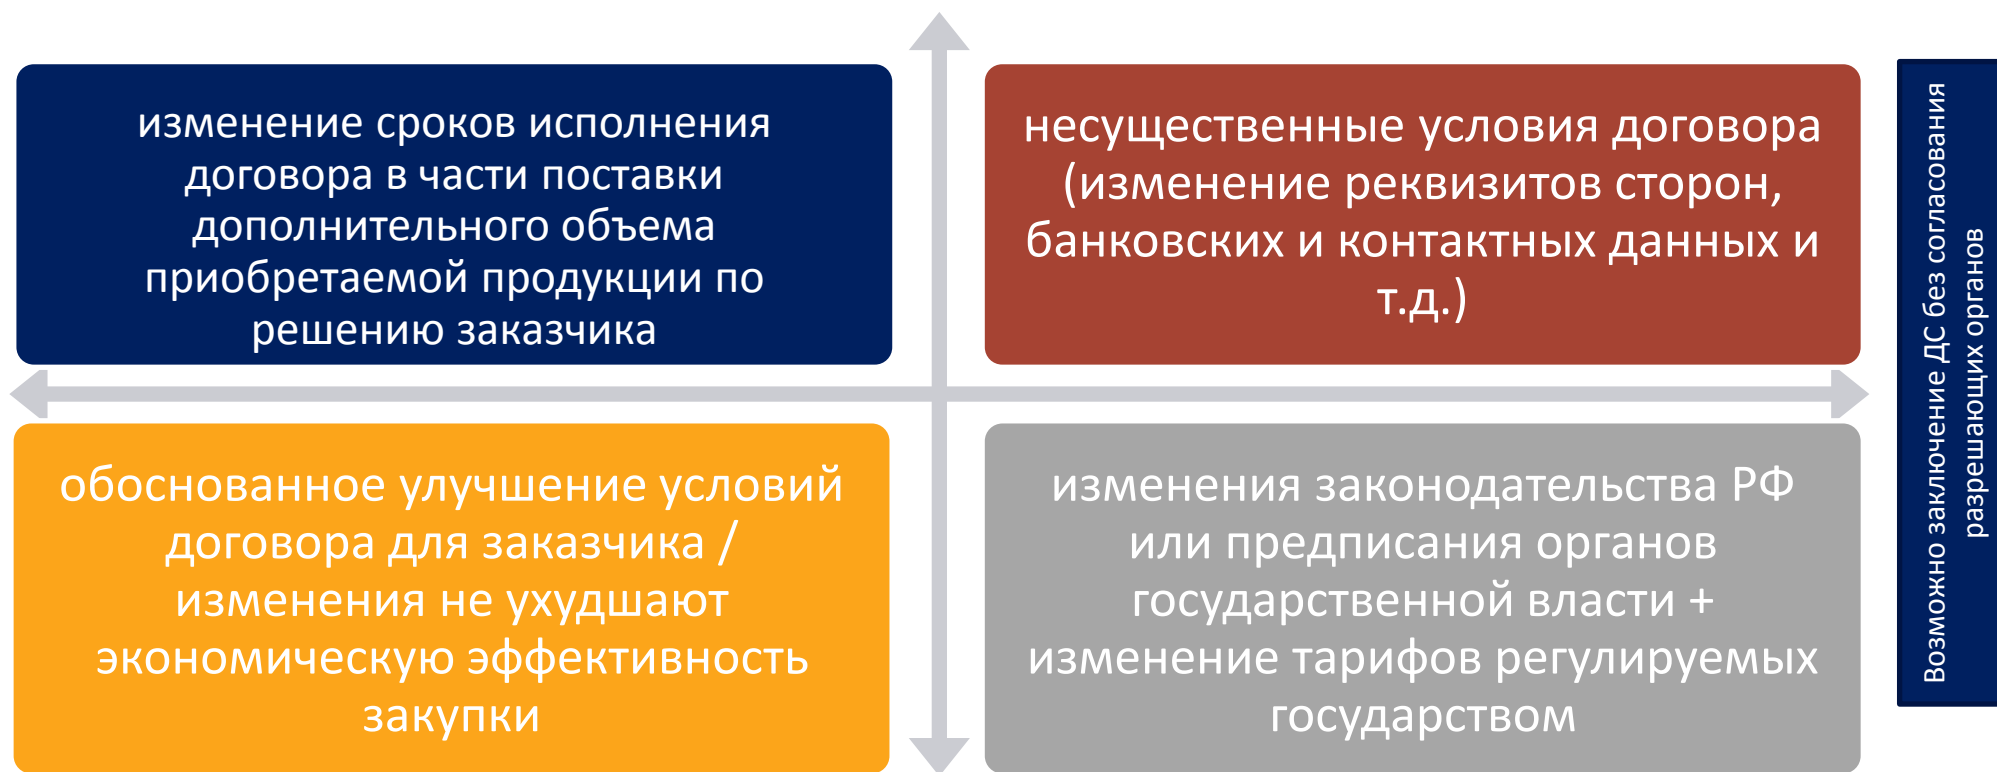 изменение сроков исполнения
договора в части поставки
дополнительного объема
приобретаемой продукции по
решению заказчика
несущественные условия договора
(изменение реквизитов сторон,
банковских и контактных данных и
т.д.)
обоснованное улучшение условий
договора для заказчика /
изменения не ухудшают
экономическую эффективность
закупки
изменения законодательства РФ
или предписания органов
государственной власти +
изменение тарифов регулируемых
государством
Возможно заключение ДС без согласования
разрешающих органов